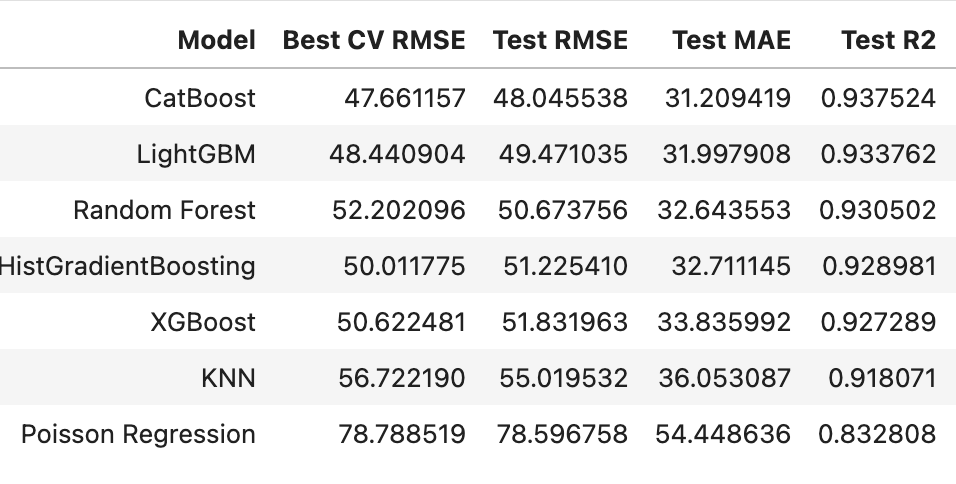 Model Best CV RMSE Test RMSE Test MAE Test R2
CatBoost 47.661157 48.045538 31.209419 0.937524
LightGBM 48.440904 49.471035 31.997908 0.933762
Random Forest 52.202096 50.673756 32.643553 0.930502
HistGradientBoosting 50.011775 51.225410 32.711145 0.928981
XGBoost 50.622481 51.831963 33.835992 0.927289
KNN 56.722190 55.019532 36.053087 0.918071
Poisson Regression 78.788519 78.596758 54.448636 0.832808